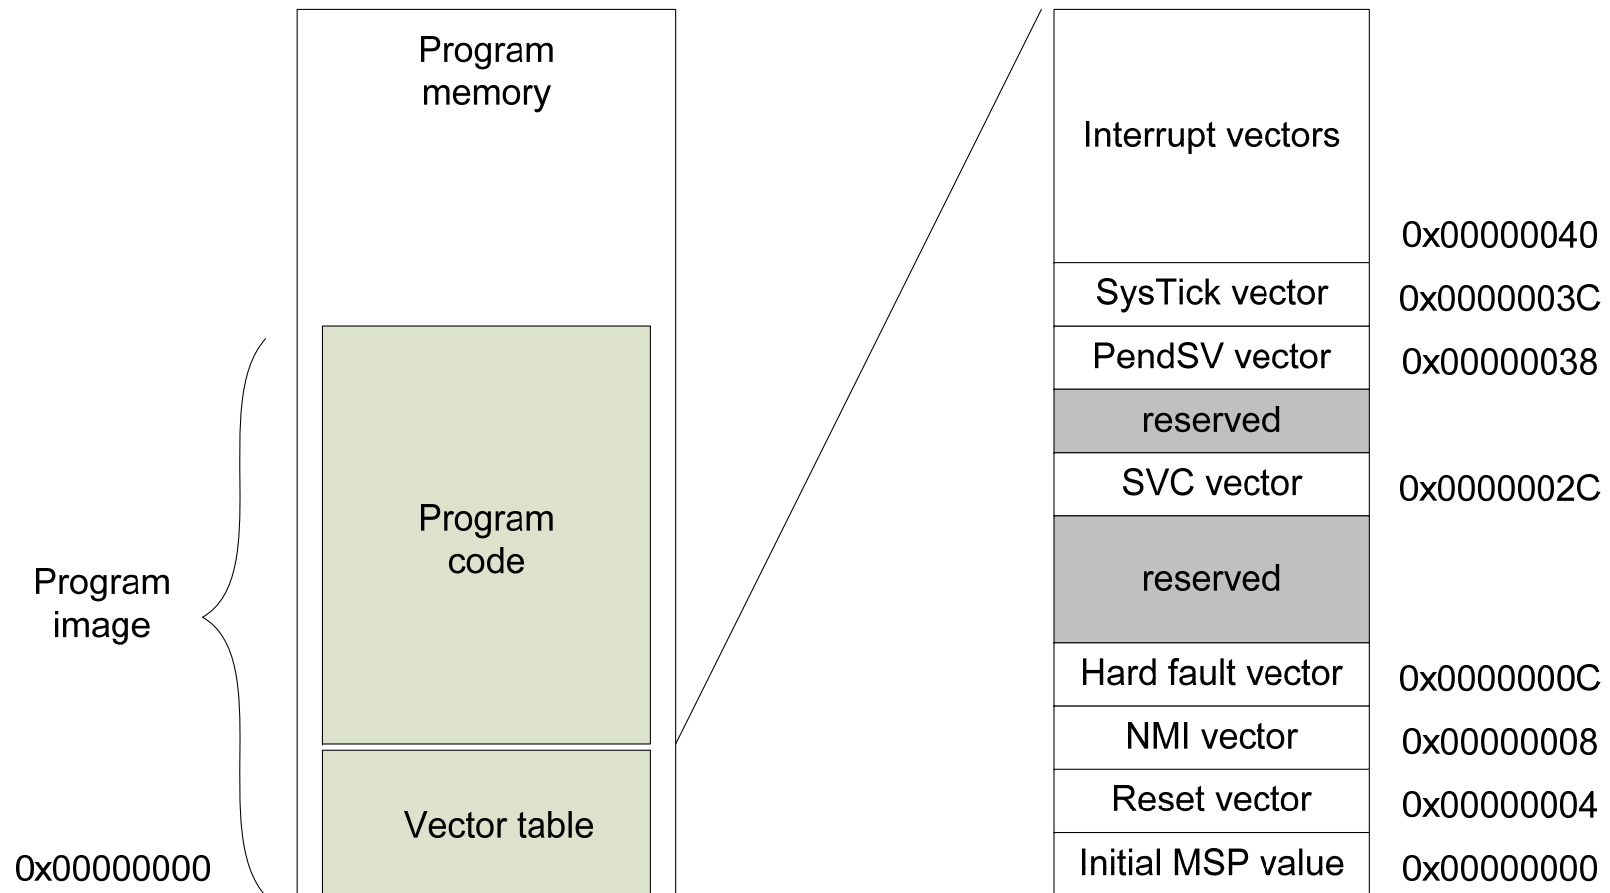 Program
memory
Program
code
Program
image
Vector table
0x00000000
Interrupt vectors
0x00000040
SysTick vector
0x0000003C
PendSV vector
0x00000038
reserved
SVC vector
0x0000002C
reserved
Hard fault vector
0x0000000C
NMI vector
0x00000008
Reset vector
0x00000004
Initial MSP value
0x00000000